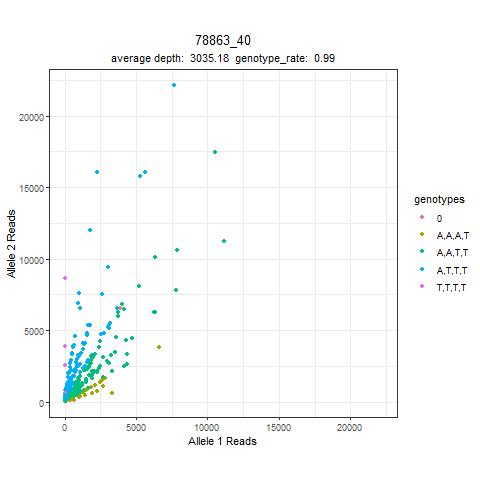 78863_40
average depth:  3035.18  genotype_rate:  0.99
Allele 2 Reads
20000
15000
10000
5000
0
0
5000
10000
15000
20000
Allele 1 Reads
genotypes
0
A,A,A,T
A,A,T,T
A,T,T,T
T,T,T,T